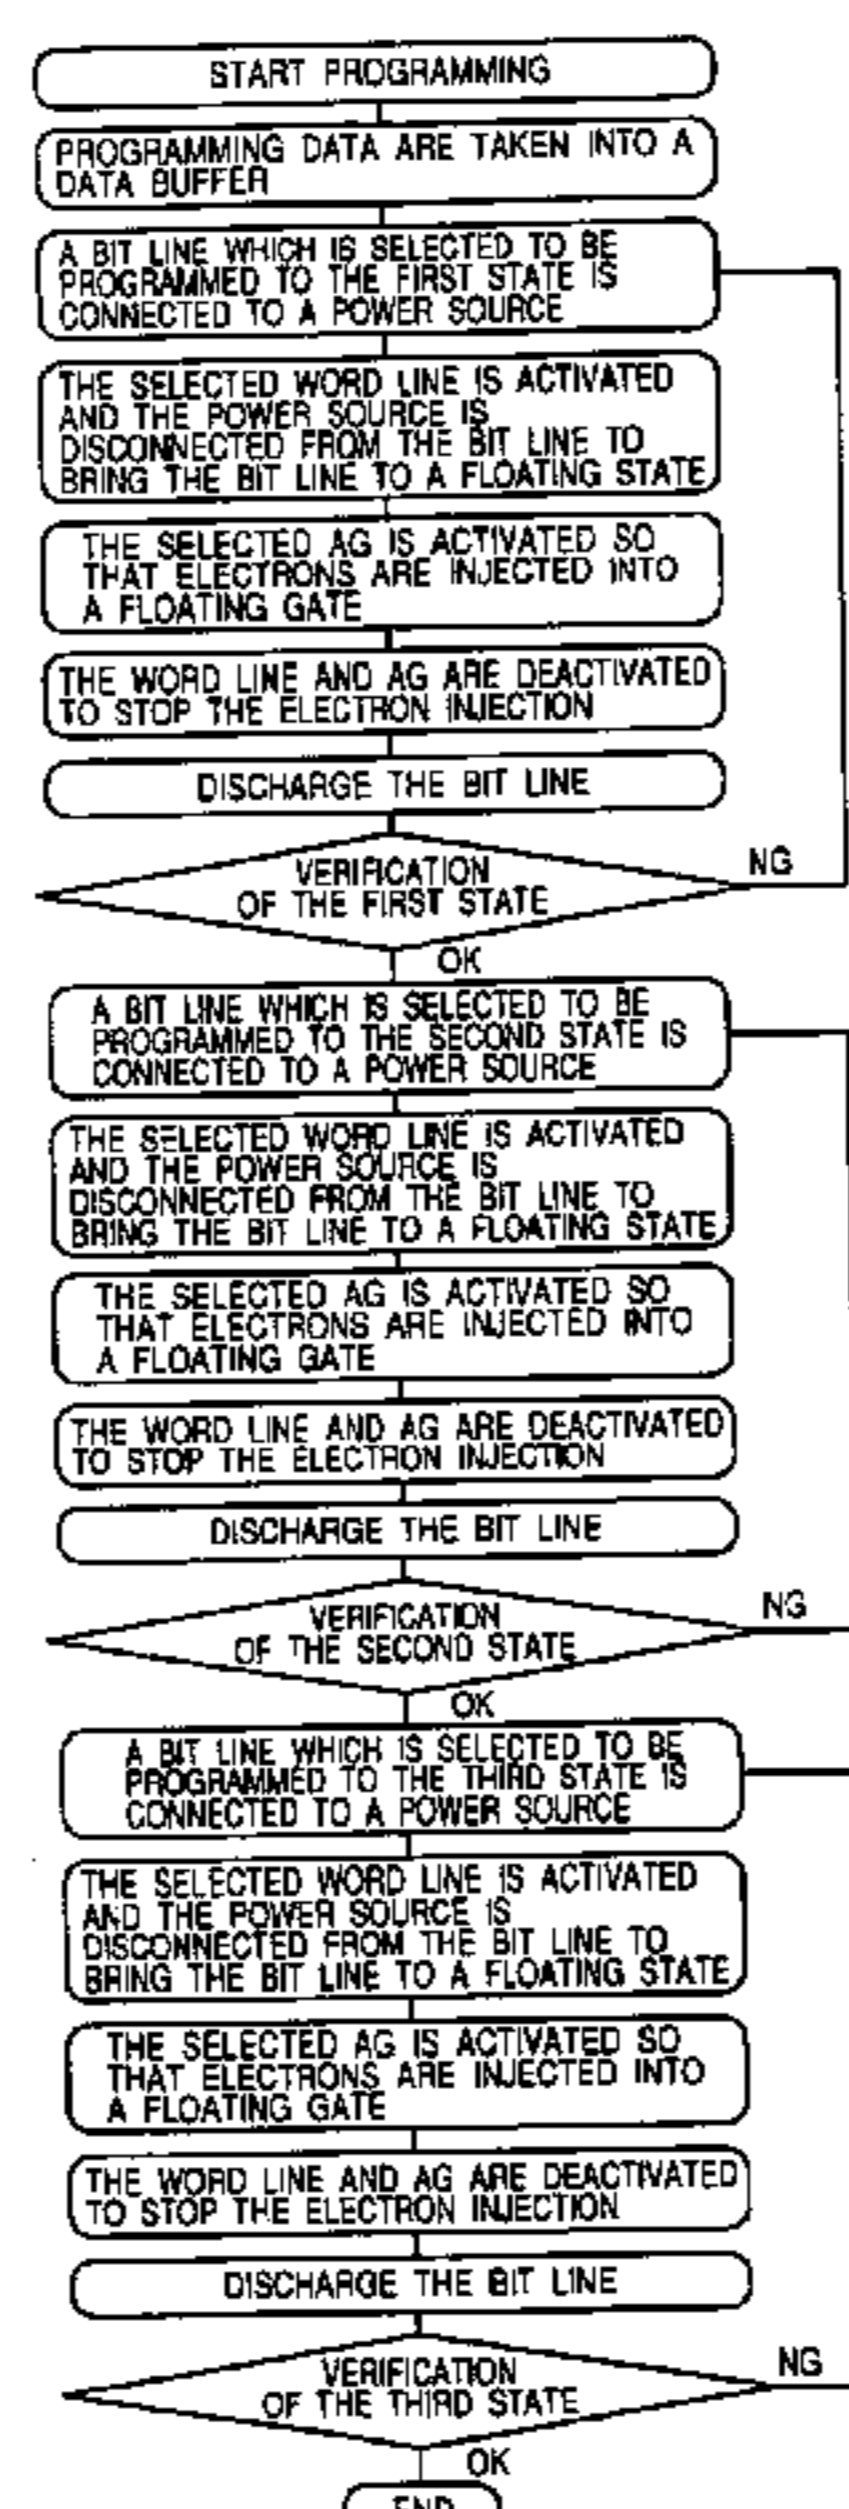 START PROGRAMMING
PROGRAMMING DATA ARE TAKEN INTO A
DATA BUFFER
A BIT LINE WHICH IS SELECTED TO BE
PROGRAMMED TO THE FIRST STATE IS
CONNECTED TO A POWER SOURCE
THE SELECTED WORD LINE IS ACTIVATED
AND THE POWER SOURCE IS
DISCONNECTED FROM THE BIT LINE TO
BRING THE BIT LINE TO A FLOATING STATE
THE SELECTED AG IS ACTIVATED SO
THAT ELECTRONS ARE INJECTED INTO
A FLOATING GATE
THE WORD LINE AND AG ARE DEACTIVATED
TO STOP THE ELECTRON INJECTION
DISCHARGE THE BIT LINE
VERIFICATION
OF THE FIRST STATE
NG
OK
A BIT LINE WHICH IS SELECTED TO BE
PROGRAMMED TO THE SECOND STATE IS
CONNECTED TO A POWER SOURCE
THE SELECTED WORD LINE IS ACTIVATED
AND THE POWER SOURCE IS
DISCONNECTED FROM THE BIT LINE TO
BRING THE BIT LINE TO A FLOATING STATE
THE SELECTED AG IS ACTIVATED SO
THAT ELECTRONS ARE INJECTED INTO
A FLOATING GATE
THE WORD LINE AND AG ARE DEACTIVATED
TO STOP THE ELECTRON INJECTION
DISCHARGE THE BIT LINE
VERIFICATION
OF THE SECOND STATE
NG
OK
A BIT LINE WHICH IS SELECTED TO BE
PROGRAMMED TO THE THIRD STATE IS
CONNECTED TO A POWER SOURCE
THE SELECTED WORD LINE IS ACTIVATED
AND THE POWER SOURCE IS
DISCONNECTED FROM THE BIT LINE TO
BRING THE BIT LINE TO A FLOATING STATE
THE SELECTED AG IS ACTIVATED SO
THAT ELECTRONS ARE INJECTED INTO
A FLOATING GATE
THE WORD LINE AND AG ARE DEACTIVATED
TO STOP THE ELECTRON INJECTION
DISCHARGE THE BIT LINE
VERIFICATION
OF THE THIRD STATE
NG
OK
END